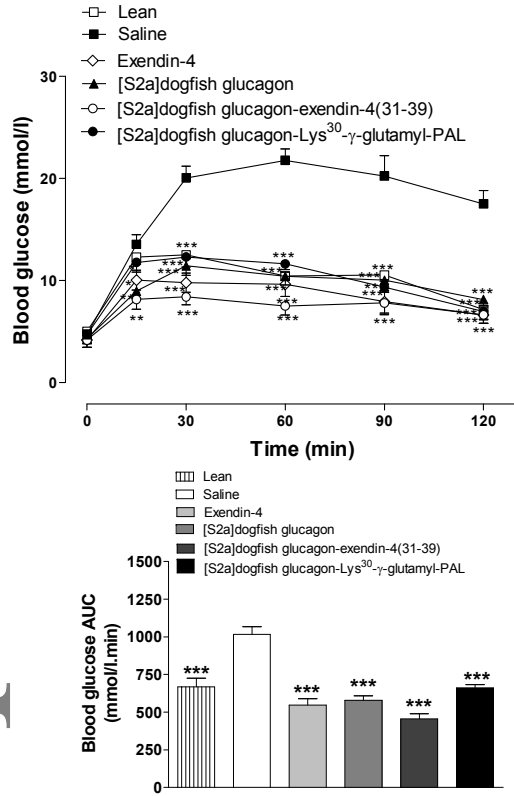 Lean
Saline
Exendin-4
[S2a]dogfish glucagon
[S2a]dogfish glucagon-exendin-4(31-39)
[S2a]dogfish glucagon-Lys³⁰-γ-glutamyl-PAL
Blood glucose (mmol/l)
30
20
10
0
*** *** *** ***
*** *** *** ***
** *** *** *** ***
** *** *** *** ***
0 30 60 90 120
Time (min)
Lean
Saline
Exendin-4
[S2a]dogfish glucagon
[S2a]dogfish glucagon-exendin-4(31-39)
[S2a]dogfish glucagon-Lys³⁰-γ-glutamyl-PAL
Blood glucose AUC
(mmol/l.min)
1500
1250
1000
750
500
250
0
*** *** *** *** ***